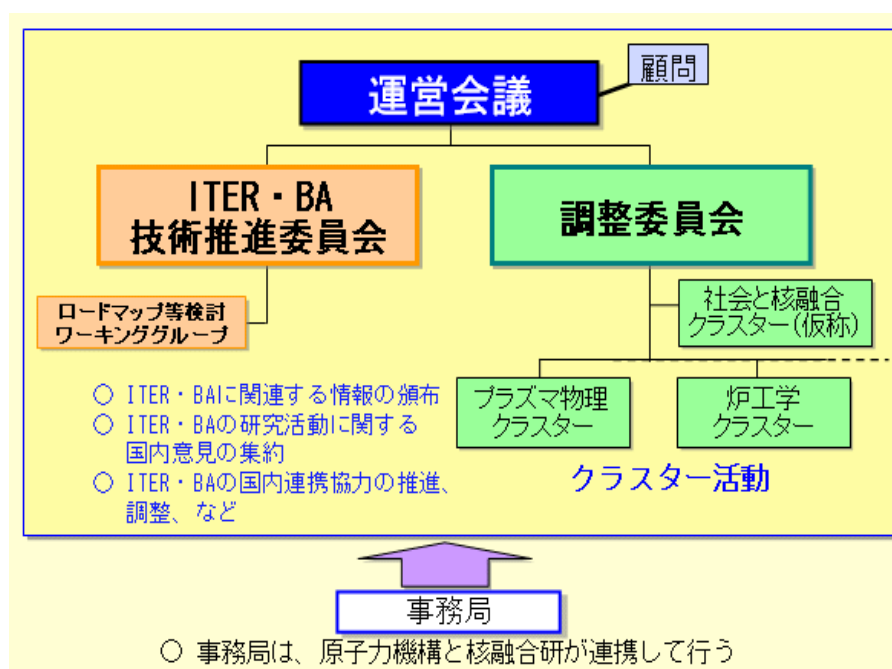 顧問
運営会議
ITER・BA
技術推進委員会
調整委員会
ロードマップ等検討
ワーキンググループ
社会と核融合
クラスター(仮称)
プラズマ物理
クラスター
炉工学
クラスター
○ ITER・BAに関連する情報の頒布
○ ITER・BAの研究活動に関する
国内意見の集約
○ ITER・BAの国内連携協力の推進、
調整、など
クラスター活動
事務局
○ 事務局は、原子力機構と核融合研が連携して行う